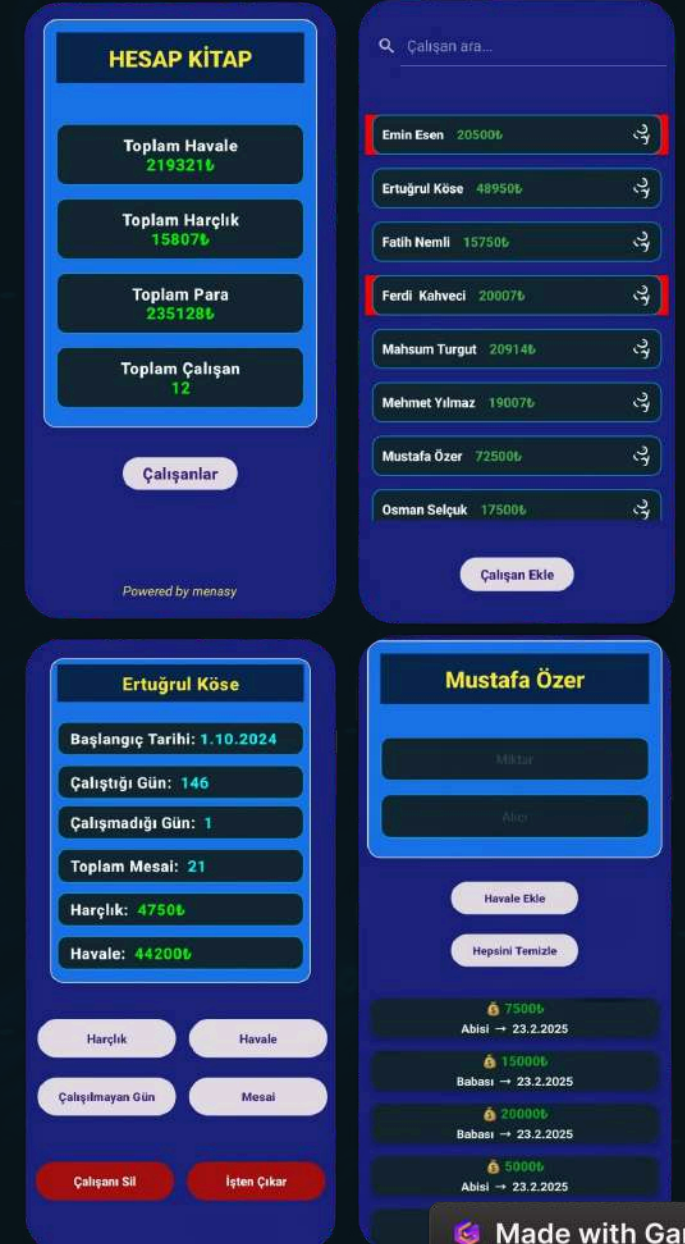 HESAP KİTAP
Toplam Havale
219321₺
Toplam Harçlık
15807₺
Toplam Para
235128₺
Toplam Çalışan
12
Çalışanlar
Powered by menasy
Çalışan ara...
Emin Esen 20500₺
Ertuğrul Köse 48950₺
Fatih Nemli 15750₺
Ferdi Kahveci 20007₺
Mahsum Turgut 20914₺
Mehmet Yılmaz 19007₺
Mustafa Özer 72500₺
Osman Selçuk 17500₺
Çalışan Ekle
Ertuğrul Köse
Başlangıç Tarihi: 1.10.2024
Çalıştığı Gün: 146
Çalışmadığı Gün: 1
Toplam Mesai: 21
Harçlık: 4750₺
Havale: 44200₺
Harçlık
Havale
Çalışılmayan Gün
Mesai
Çalışanı Sil
İşten Çıkar
Mustafa Özer
Miktar
Alıcı
Havale Ekle
Hepsini Temizle
7500₺
Abisi → 23.2.2025
15000₺
Babası → 23.2.2025
20000₺
Babası → 23.2.2025
5000₺
Abisi → 23.2.2025
Made with Gam